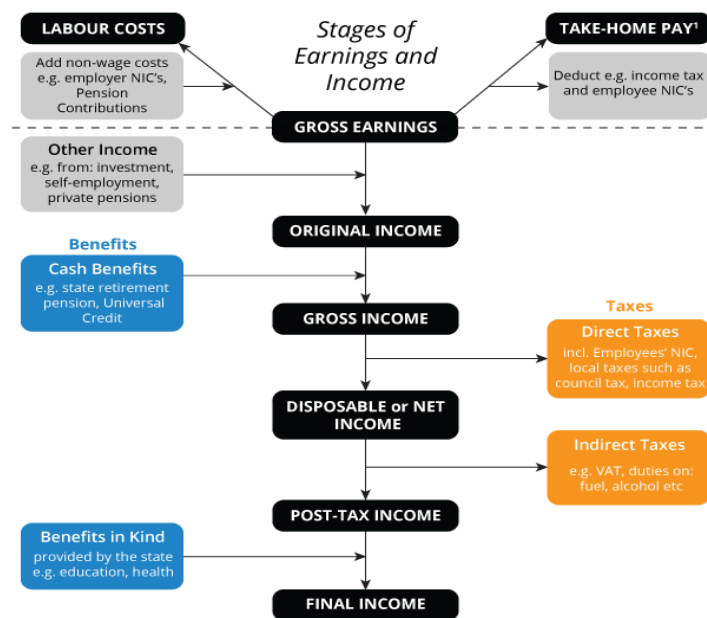 LABOUR COSTS
Stages of
Earnings and
Income
TAKE-HOME PAY¹
Add non-wage costs
e.g. employer NIC's,
Pension
Contributions
Deduct e.g. income tax
and employee NIC's
GROSS EARNINGS
Other Income
e.g. from: investment,
self-employment,
private pensions
ORIGINAL INCOME
Benefits
Cash Benefits
e.g. state retirement
pension, Universal
Credit
GROSS INCOME
Taxes
Direct Taxes
incl. Employees' NIC,
local taxes such as
council tax, income tax
DISPOSABLE or NET
INCOME
Indirect Taxes
e.g. VAT, duties on:
fuel, alcohol etc
POST-TAX INCOME
Benefits in Kind
provided by the state
e.g. education, health
FINAL INCOME